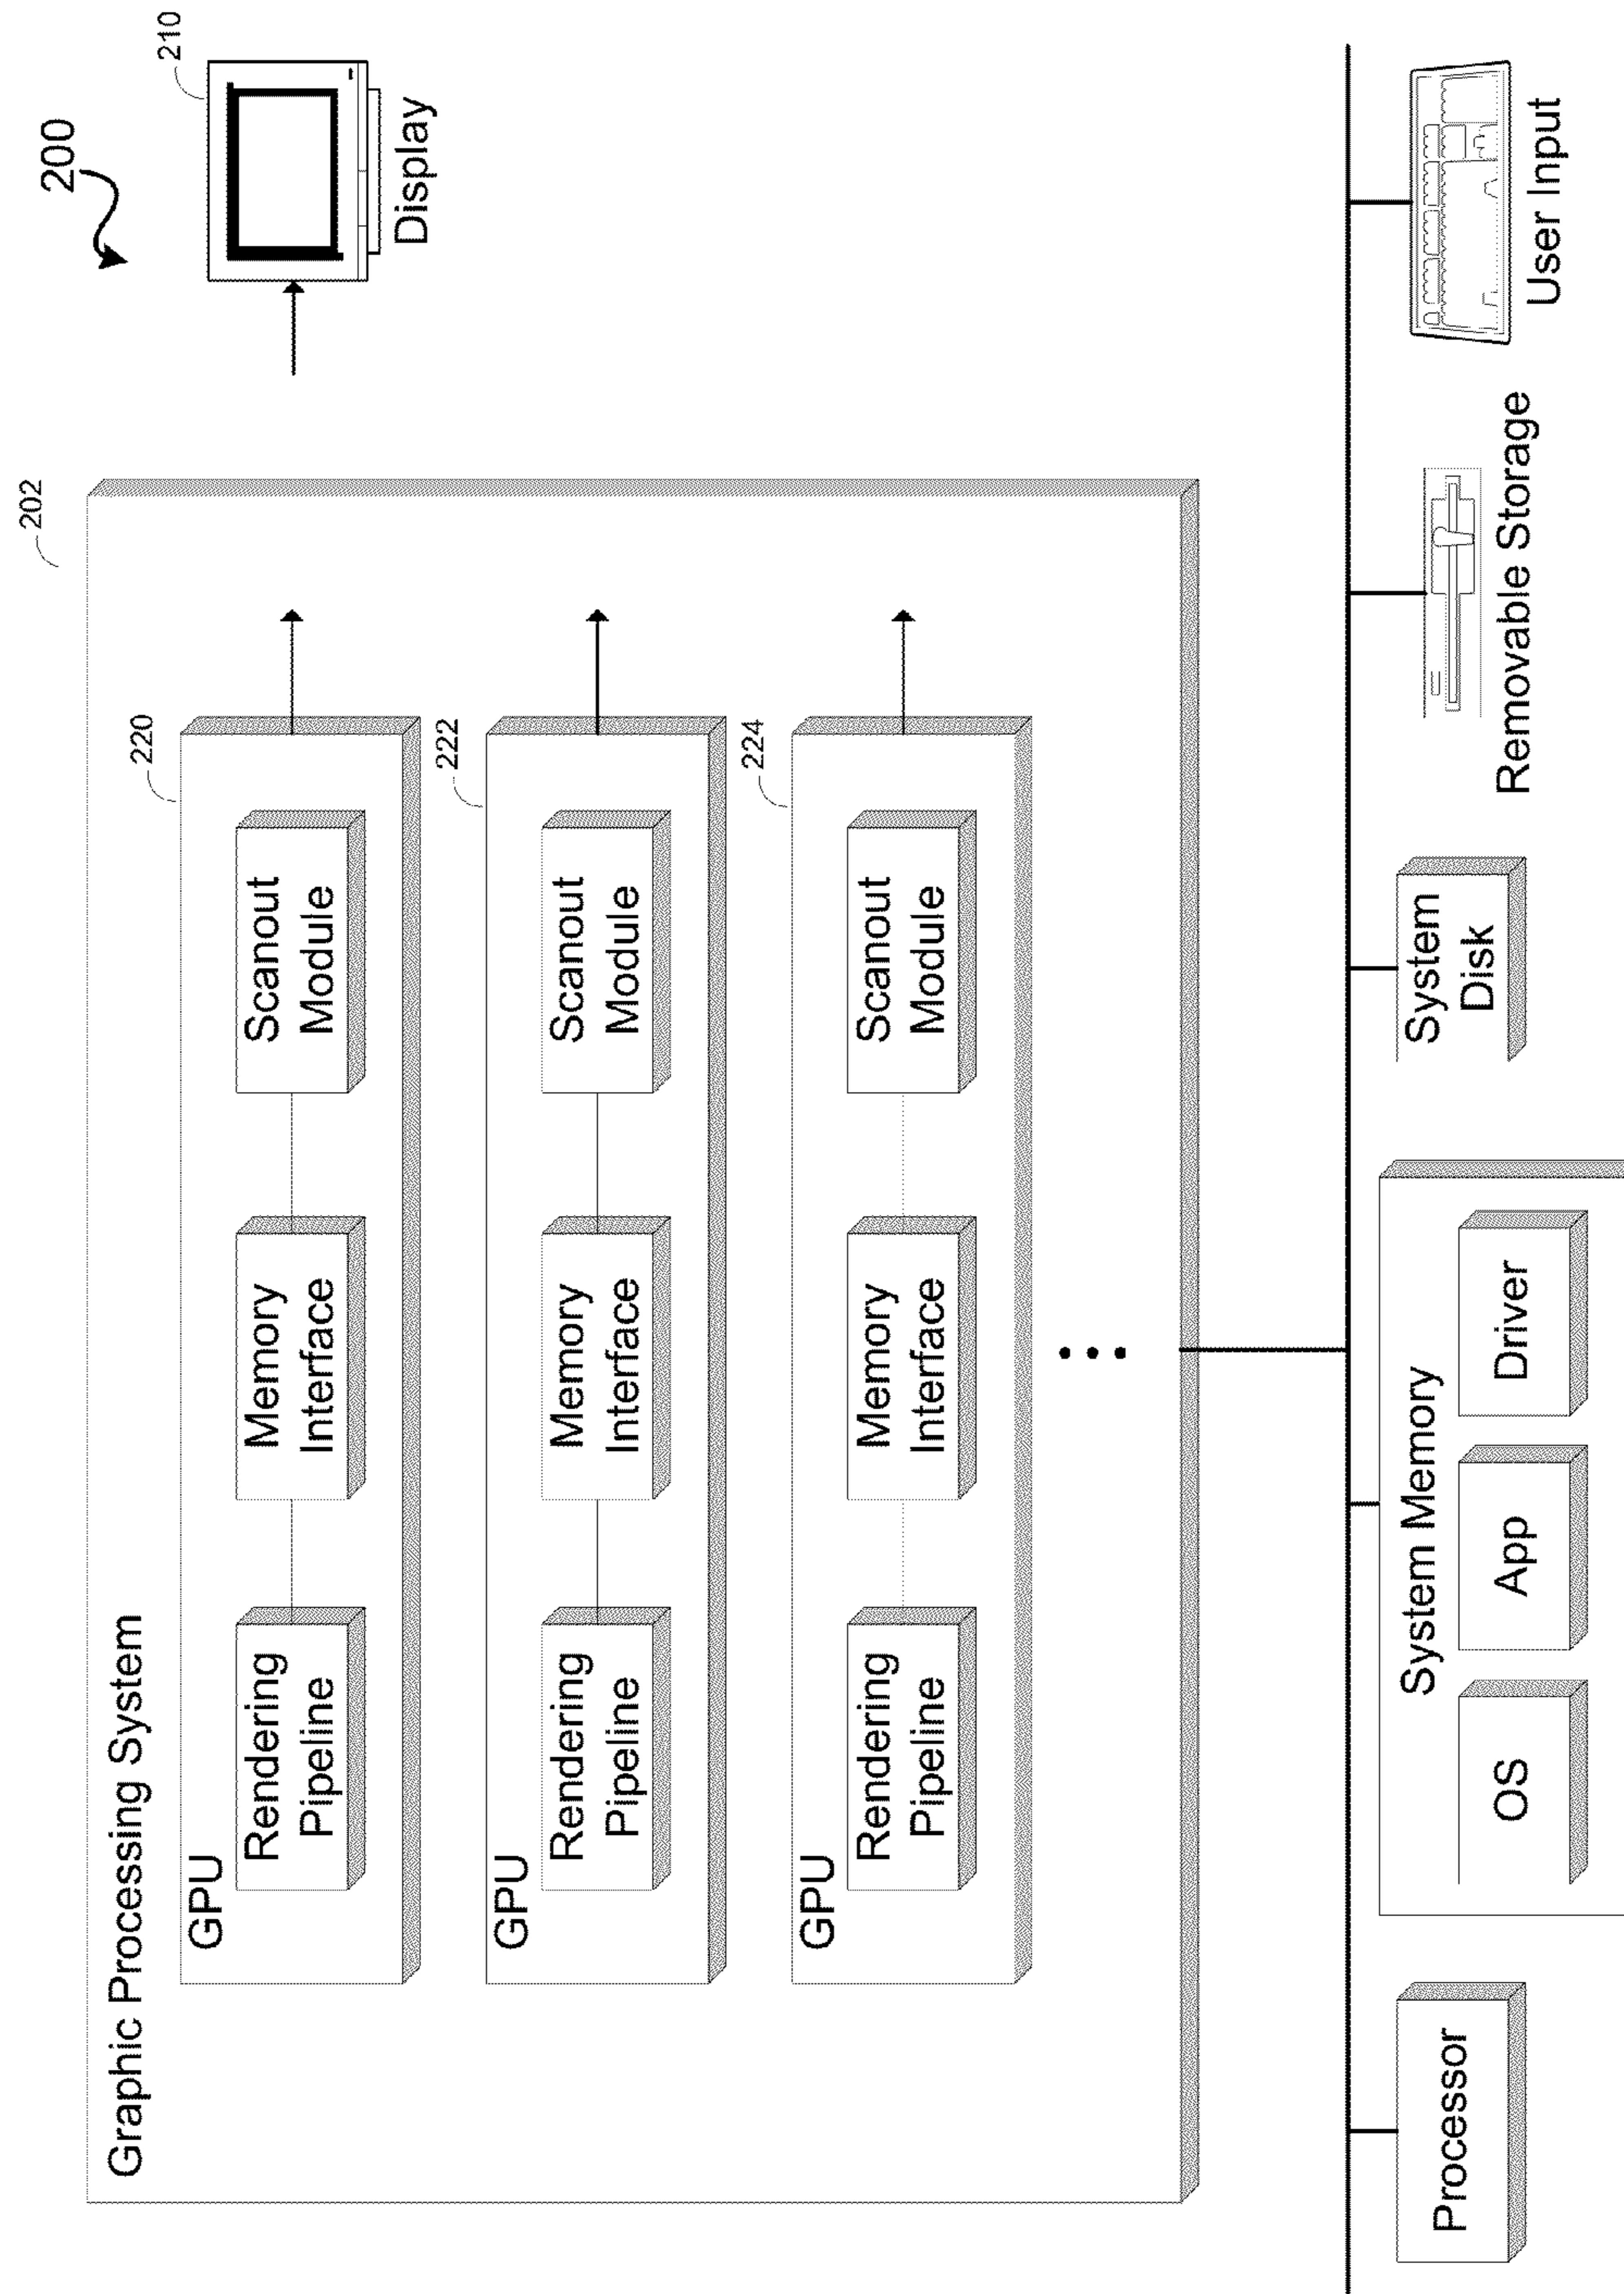 200
210
Display
202
Graphic Processing System
220
GPU
Rendering
Pipeline
Memory
Interface
Scanout
Module
222
GPU
Rendering
Pipeline
Memory
Interface
Scanout
Module
224
GPU
Rendering
Pipeline
Memory
Interface
Scanout
Module
Processor
System Memory
OS
App
Driver
System
Disk
Removable Storage
User Input